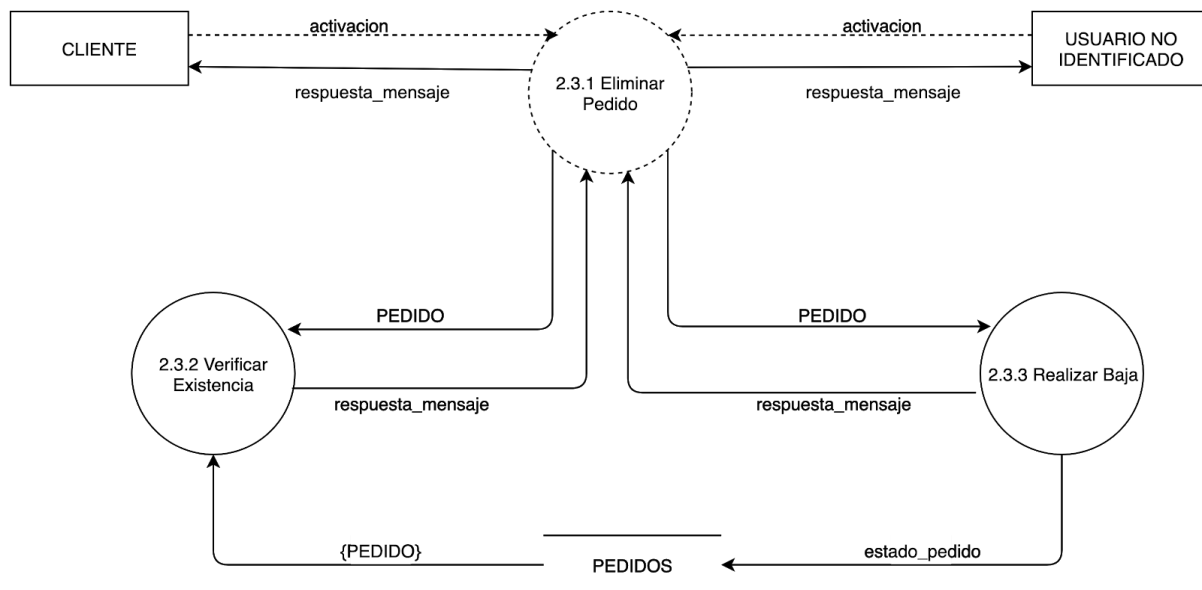 activacion
activacion
CLIENTE
USUARIO NO
IDENTIFICADO
2.3.1 Eliminar
Pedido
respuesta_mensaje
respuesta_mensaje
PEDIDO
PEDIDO
2.3.2 Verificar
Existencia
2.3.3 Realizar Baja
respuesta_mensaje
respuesta_mensaje
{PEDIDO}
PEDIDOS
estado_pedido